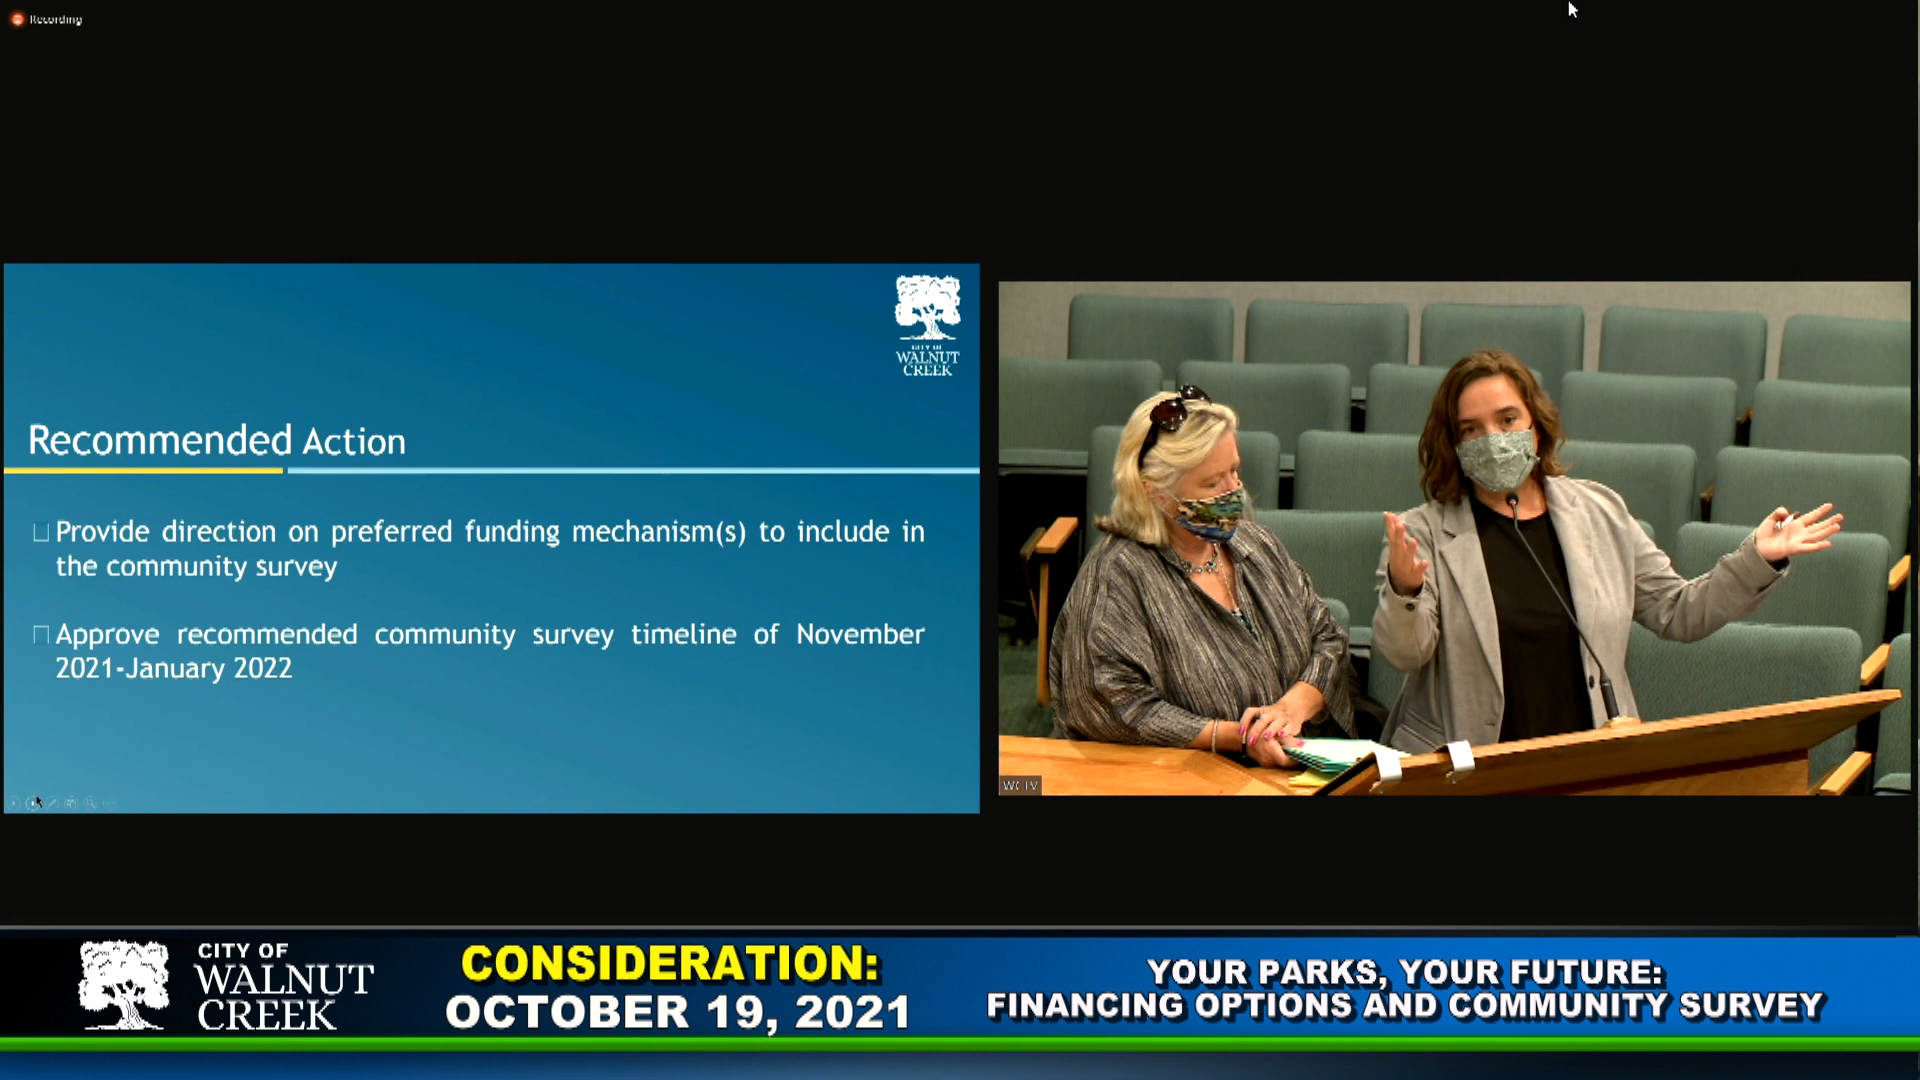 Recording
CITY OF
WALNUT
CREEK
Recommended Action
Provide direction on preferred funding mechanism(s) to include in
the community survey
Approve recommended community survey timeline of November
2021-January 2022
WCTV
CITY OF
WALNUT
CREEK
CONSIDERATION:
OCTOBER 19, 2021
YOUR PARKS, YOUR FUTURE:
FINANCING OPTIONS AND COMMUNITY SURVEY